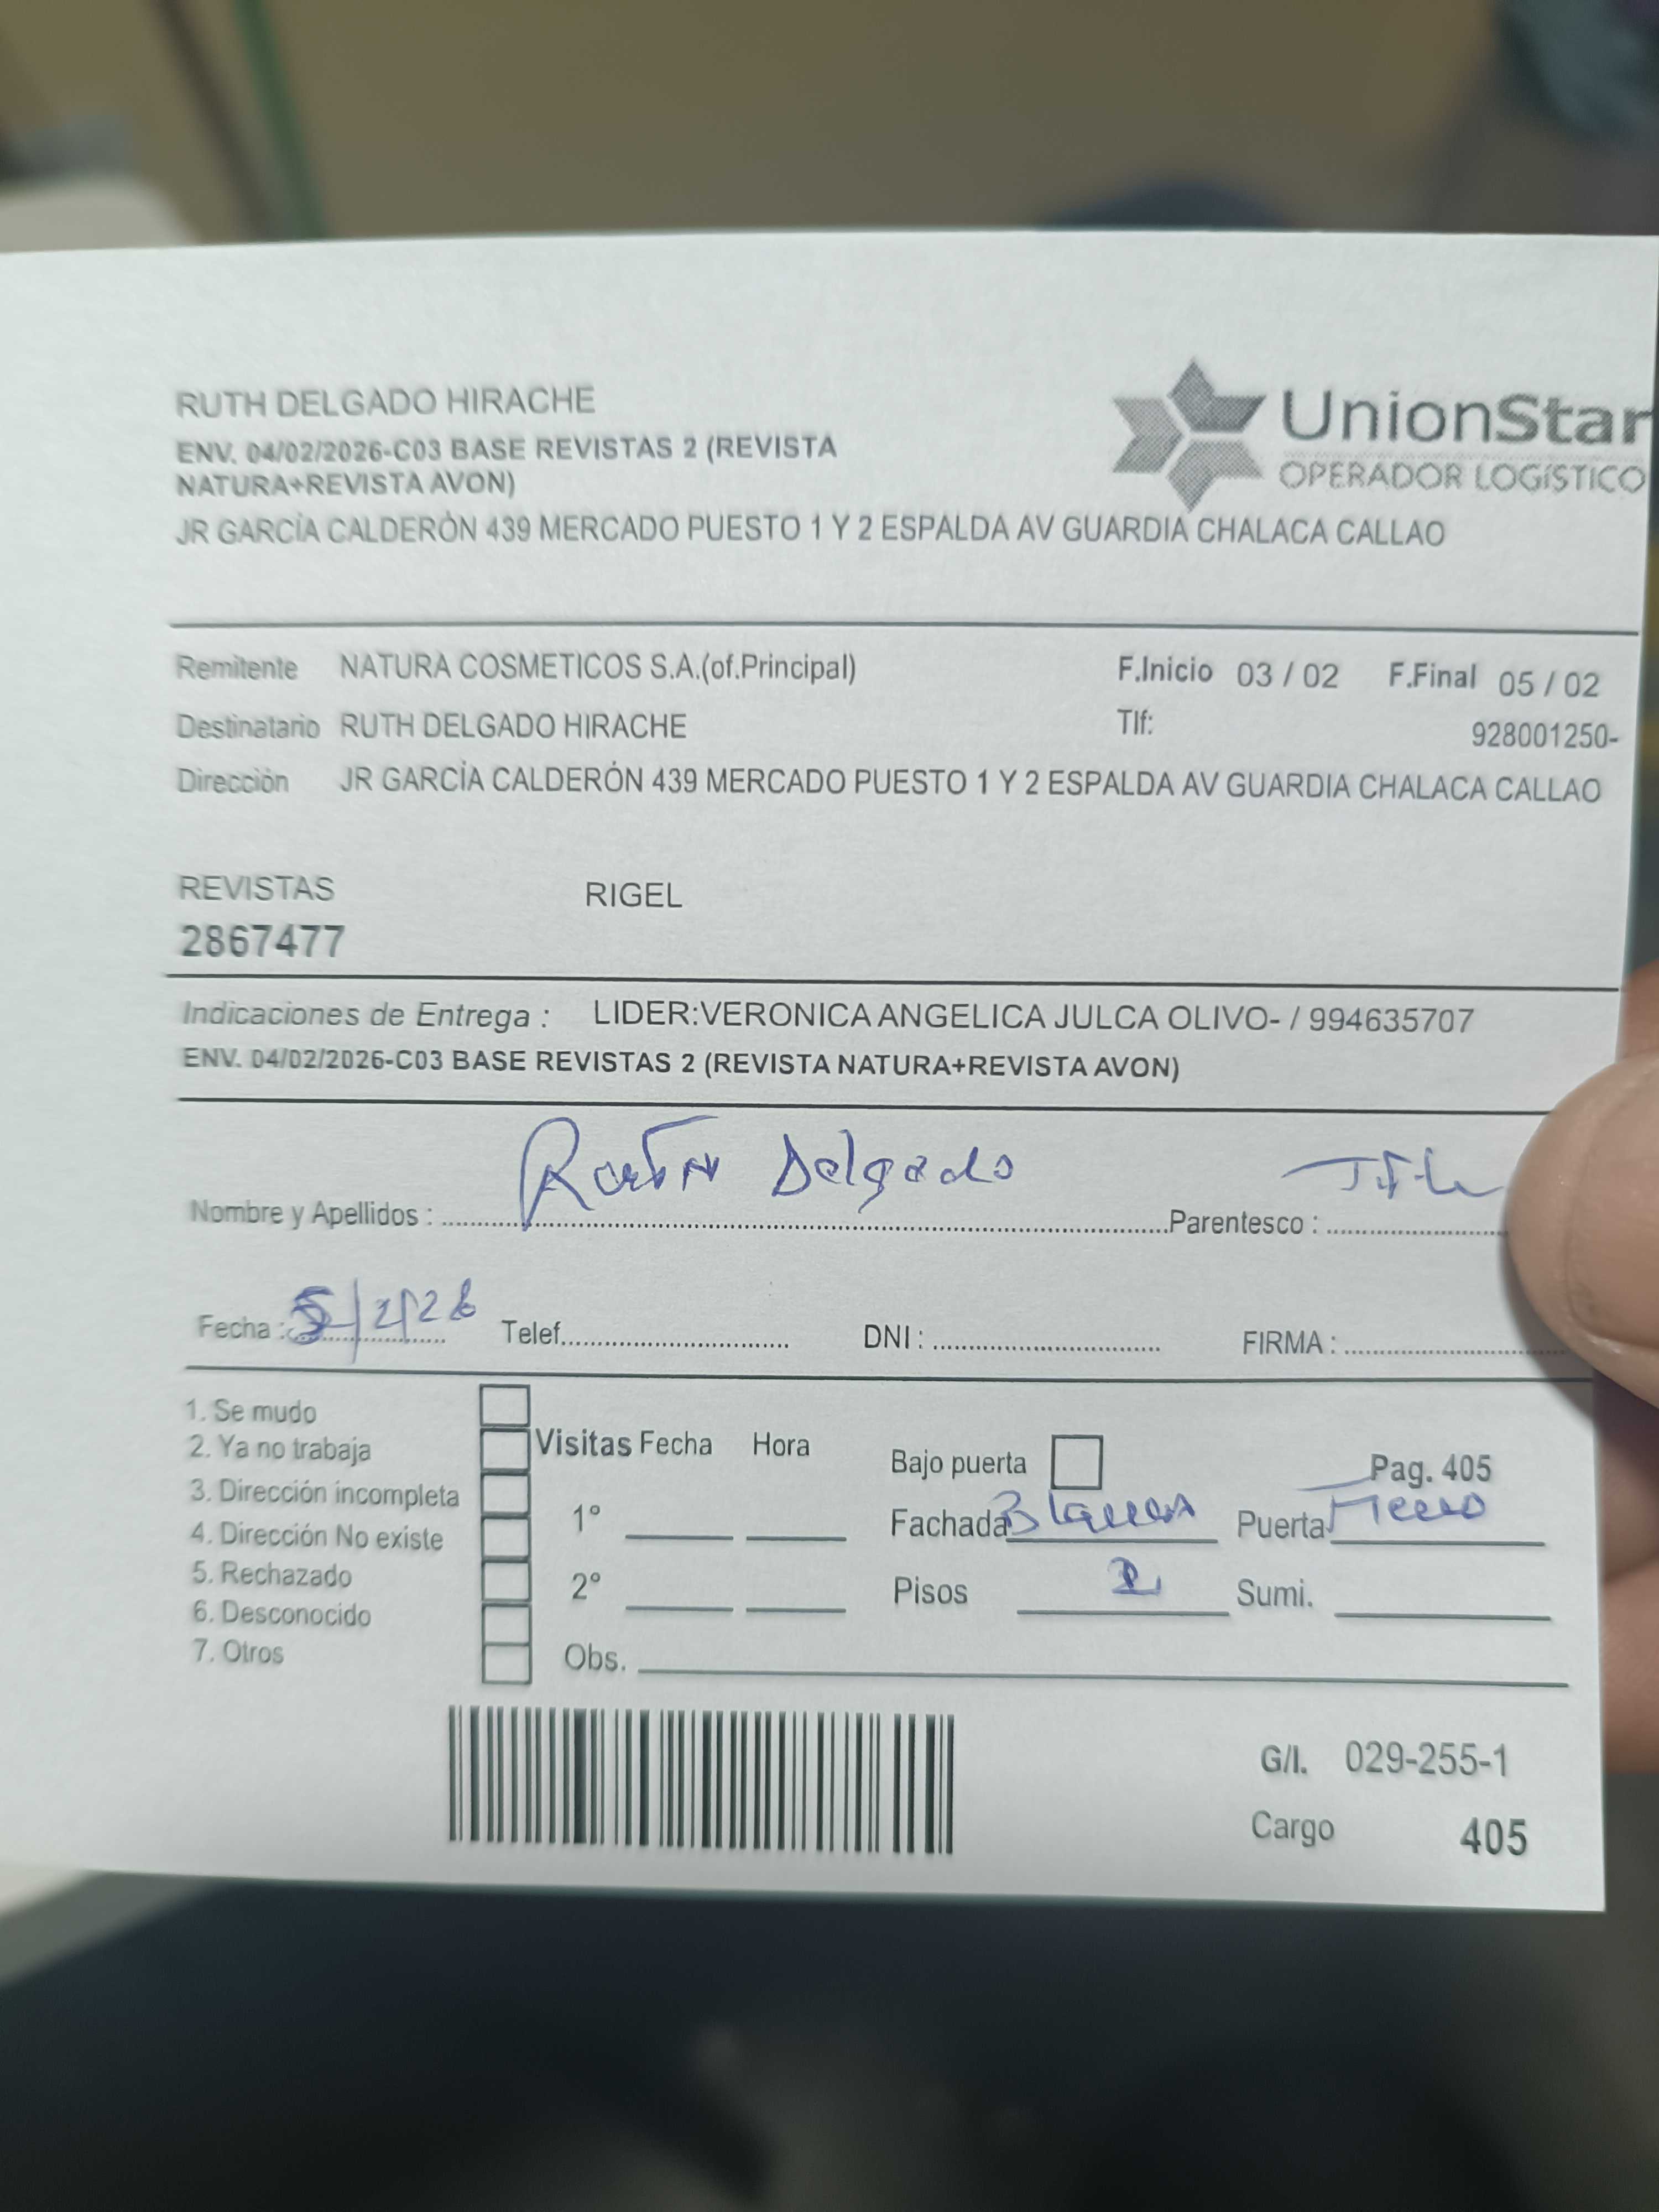 RUTH DELGADO HIRACHE
ENV. 04/02/2026-C03 BASE REVISTAS 2 (REVISTA
NATURA+REVISTA AVON)
UnionStar
OPERADOR LOGÍSTICO
JR GARCÍA CALDERÓN 439 MERCADO PUESTO 1 Y 2 ESPALDA AV GUARDIA CHALACA CALLAO
Remitente NATURA COSMETICOS S.A.(of.Principal) F.Inicio 03 / 02 F.Final 05 / 02
Destinatario RUTH DELGADO HIRACHE Tlf: 928001250-
Dirección JR GARCÍA CALDERÓN 439 MERCADO PUESTO 1 Y 2 ESPALDA AV GUARDIA CHALACA CALLAO
REVISTAS RIGEL
2867477
Indicaciones de Entrega : LIDER:VERONICA ANGELICA JULCA OLIVO- / 994635707
ENV. 04/02/2026-C03 BASE REVISTAS 2 (REVISTA NATURA+REVISTA AVON)
Nombre y Apellidos : Delgado Parentesco :
Fecha : 5/2/26 Telef. DNI : FIRMA :
1. Se mudo
2. Ya no trabaja
3. Dirección incompleta
4. Dirección No existe
5. Rechazado
6. Desconocido
7. Otros
Visitas Fecha Hora
1°
2°
Obs.
Bajo puerta Pag. 405
Fachada Blanca Puerta Fierro
Pisos 2 Sumi.
G/I. 029-255-1
Cargo 405